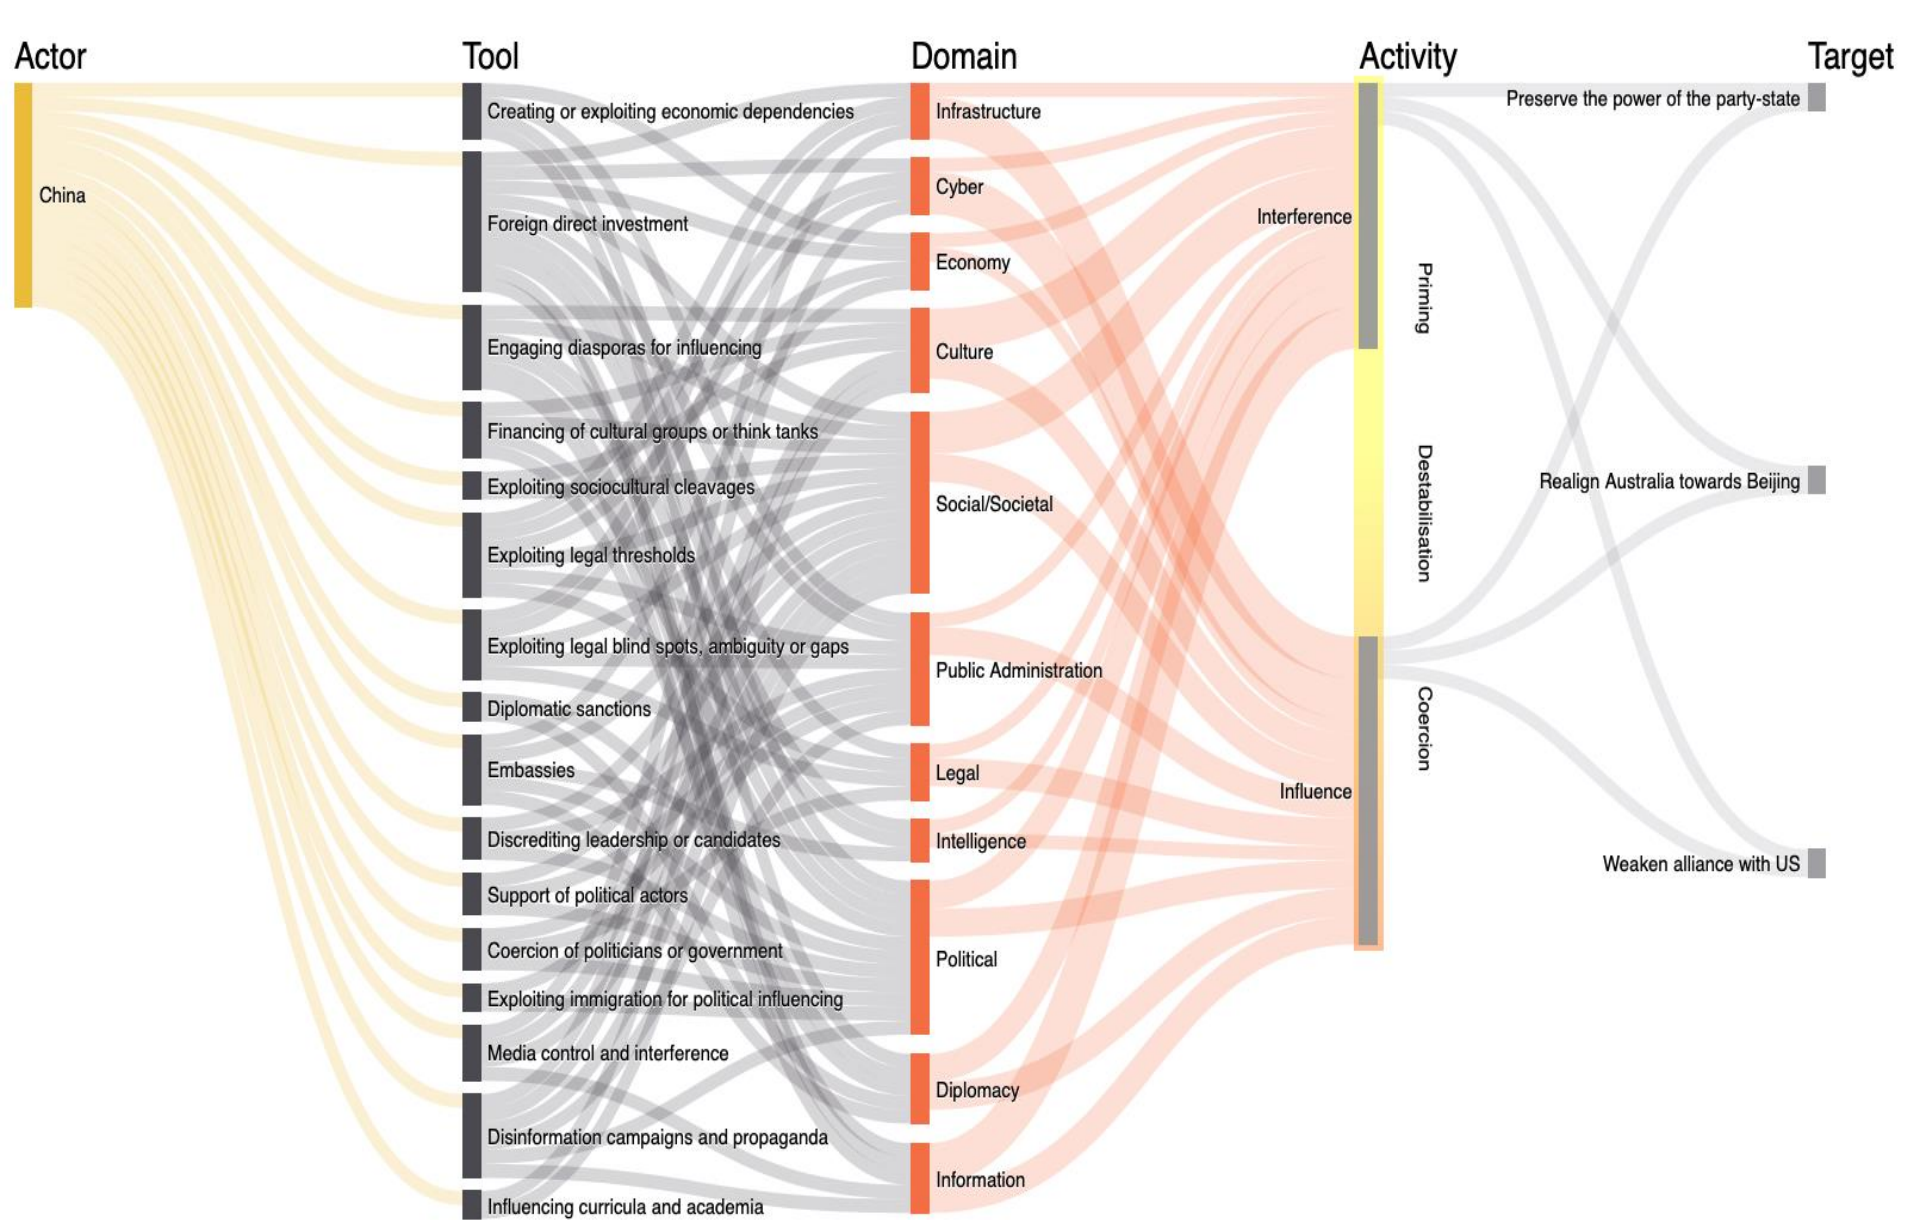 Actor
Tool
Domain
Activity
Target
China
Creating or exploiting economic dependencies
Foreign direct investment
Engaging diasporas for influencing
Financing of cultural groups or think tanks
Exploiting sociocultural cleavages
Exploiting legal thresholds
Exploiting legal blind spots, ambiguity or gaps
Diplomatic sanctions
Embassies
Discrediting leadership or candidates
Support of political actors
Coercion of politicians or government
Exploiting immigration for political influencing
Media control and interference
Disinformation campaigns and propaganda
Influencing curricula and academia
Infrastructure
Cyber
Economy
Culture
Social/Societal
Public Administration
Legal
Intelligence
Political
Diplomacy
Information
Interference
Influence
Priming
Destabilisation
Coercion
Preserve the power of the party-state
Realign Australia towards Beijing
Weaken alliance with US